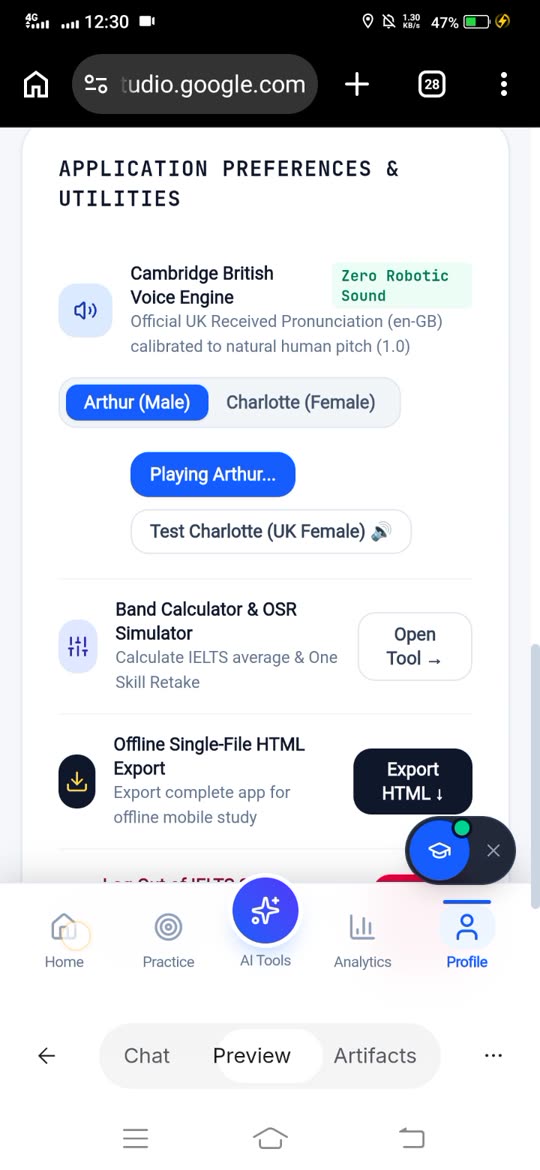 4G 12:30 1.30 KB/s 47%
tudio.google.com 28
APPLICATION PREFERENCES &
UTILITIES
Cambridge British
Voice Engine
Zero Robotic
Sound
Official UK Received Pronunciation (en-GB)
calibrated to natural human pitch (1.0)
Arthur (Male) Charlotte (Female)
Playing Arthur...
Test Charlotte (UK Female) 🔊
Band Calculator & OSR
Simulator
Calculate IELTS average & One
Skill Retake
Open
Tool →
Offline Single-File HTML
Export
Export complete app for
offline mobile study
Export
HTML ↓
Log Out of IELTS
Home Practice AI Tools Analytics Profile
Chat Preview Artifacts